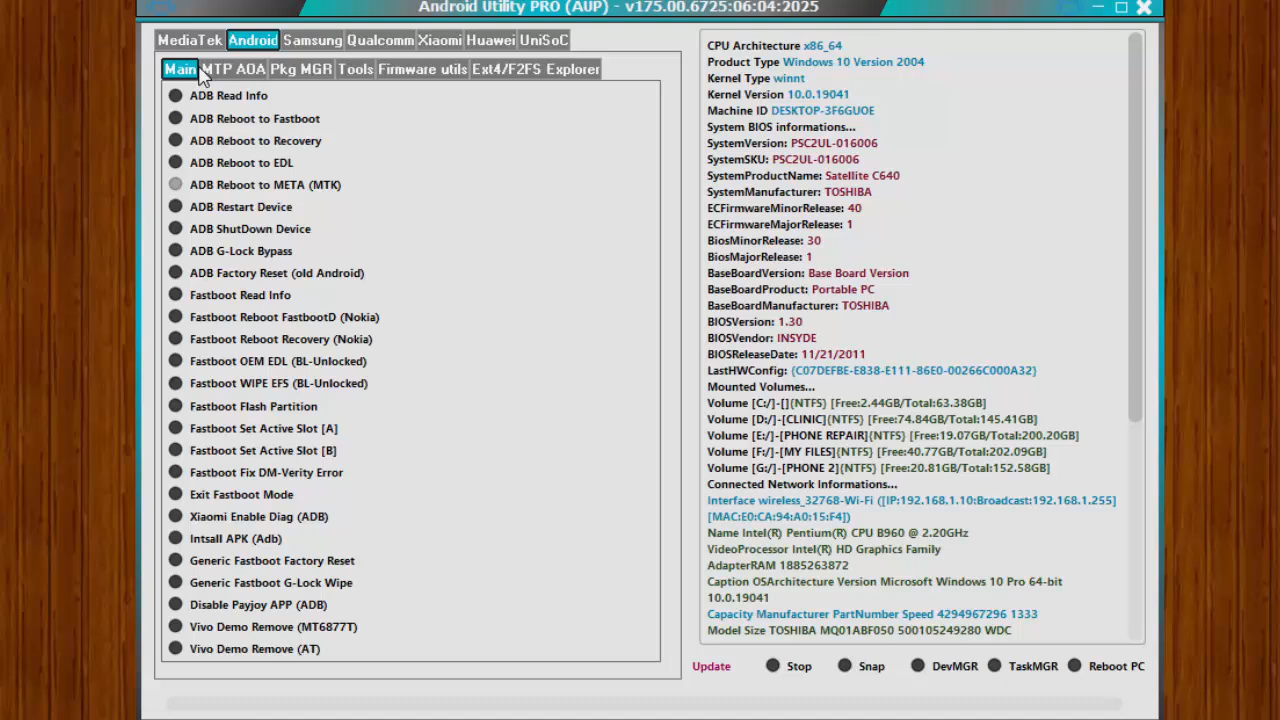 Android Utility PRO (AUP) - v175.00.6725:06:04:2025
MediaTek Android Samsung Qualcomm Xiaomi Huawei UniSoC
Main MTP AOA Pkg MGR Tools Firmware utils Ext4/F2FS Explorer
ADB Read Info
ADB Reboot to Fastboot
ADB Reboot to Recovery
ADB Reboot to EDL
ADB Reboot to META (MTK)
ADB Restart Device
ADB ShutDown Device
ADB G-Lock Bypass
ADB Factory Reset (old Android)
Fastboot Read Info
Fastboot Reboot FastbootD (Nokia)
Fastboot Reboot Recovery (Nokia)
Fastboot OEM EDL (BL-Unlocked)
Fastboot WIPE EFS (BL-Unlocked)
Fastboot Flash Partition
Fastboot Set Active Slot [A]
Fastboot Set Active Slot [B]
Fastboot Fix DM-Verity Error
Exit Fastboot Mode
Xiaomi Enable Diag (ADB)
Intsall APK (Adb)
Generic Fastboot Factory Reset
Generic Fastboot G-Lock Wipe
Disable Payjoy APP (ADB)
Vivo Demo Remove (MT6877T)
Vivo Demo Remove (AT)
CPU Architecture x86_64
Product Type Windows 10 Version 2004
Kernel Type winnt
Kernel Version 10.0.19041
Machine ID DESKTOP-3F6GUOE
System BIOS informations...
SystemVersion: PSC2UL-016006
SystemSKU: PSC2UL-016006
SystemProductName: Satellite C640
SystemManufacturer: TOSHIBA
ECFirmwareMinorRelease: 40
ECFirmwareMajorRelease: 1
BiosMinorRelease: 30
BiosMajorRelease: 1
BaseBoardVersion: Base Board Version
BaseBoardProduct: Portable PC
BaseBoardManufacturer: TOSHIBA
BIOSVersion: 1.30
BIOSVendor: INSYDE
BIOSReleaseDate: 11/21/2011
LastHWConfig: {C07DEFBE-E838-E111-86E0-00266C000A32}
Mounted Volumes...
Volume [C:/]-[]{NTFS} [Free:2.44GB/Total:63.38GB]
Volume [D:/]-[CLINIC]{NTFS} [Free:74.84GB/Total:145.41GB]
Volume [E:/]-[PHONE REPAIR]{NTFS} [Free:19.07GB/Total:200.20GB]
Volume [F:/]-[MY FILES]{NTFS} [Free:40.77GB/Total:202.09GB]
Volume [G:/]-[PHONE 2]{NTFS} [Free:20.81GB/Total:152.58GB]
Connected Network Informations...
Interface wireless_32768-Wi-Fi ([IP:192.168.1.10:Broadcast:192.168.1.255]
[MAC:E0:CA:94:A0:15:F4])
Name Intel(R) Pentium(R) CPU B960 @ 2.20GHz
VideoProcessor Intel(R) HD Graphics Family
AdapterRAM 1885263872
Caption OSArchitecture Version Microsoft Windows 10 Pro 64-bit
10.0.19041
Capacity Manufacturer PartNumber Speed 4294967296 1333
Model Size TOSHIBA MQ01ABF050 500105249280 WDC
Update Stop Snap DevMGR TaskMGR Reboot PC